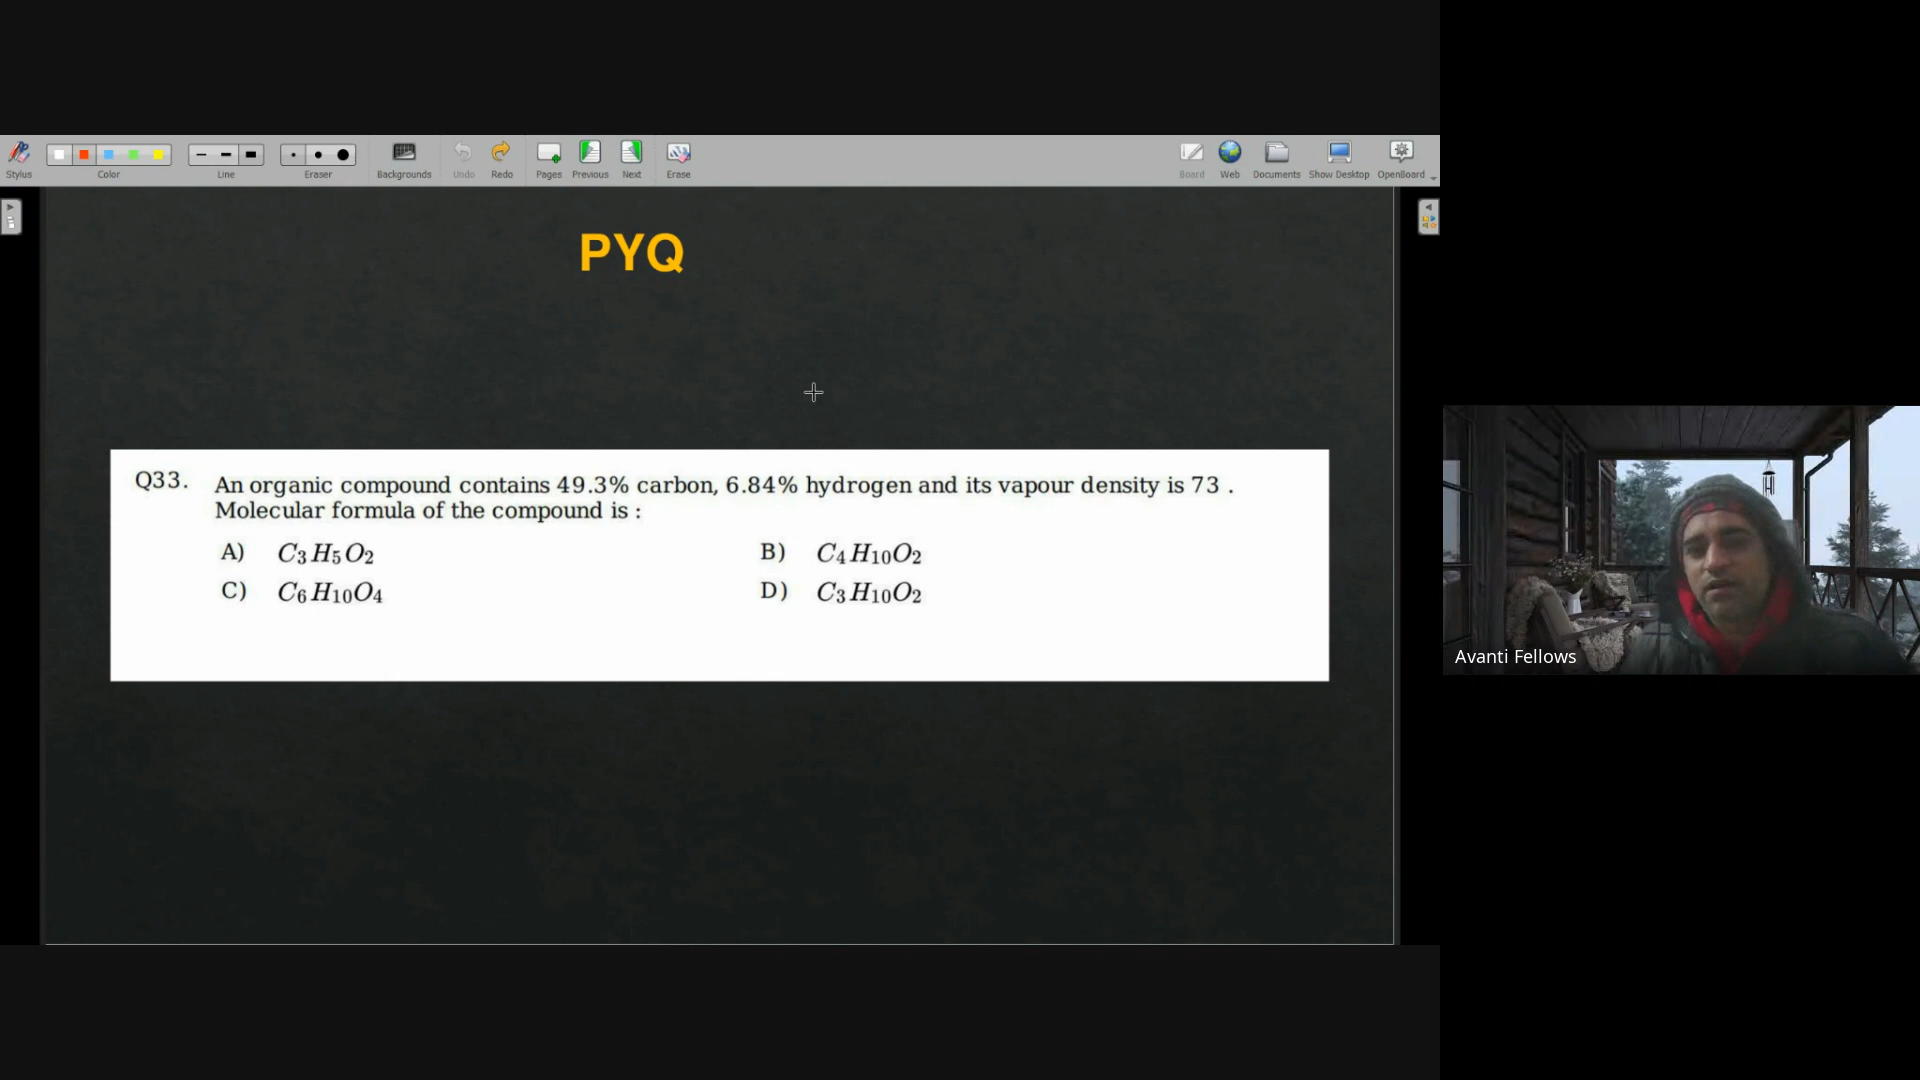 Stylus
Color
Line
Eraser
Backgrounds
Undo
Redo
Pages
Previous
Next
Erase
Board
Web
Documents
Show Desktop
OpenBoard
PYQ
Q33. An organic compound contains 49.3% carbon, 6.84% hydrogen and its vapour density is 73 .
Molecular formula of the compound is :
A) C₃H₅O₂ B) C₄H₁₀O₂
C) C₆H₁₀O₄ D) C₃H₁₀O₂
Avanti Fellows